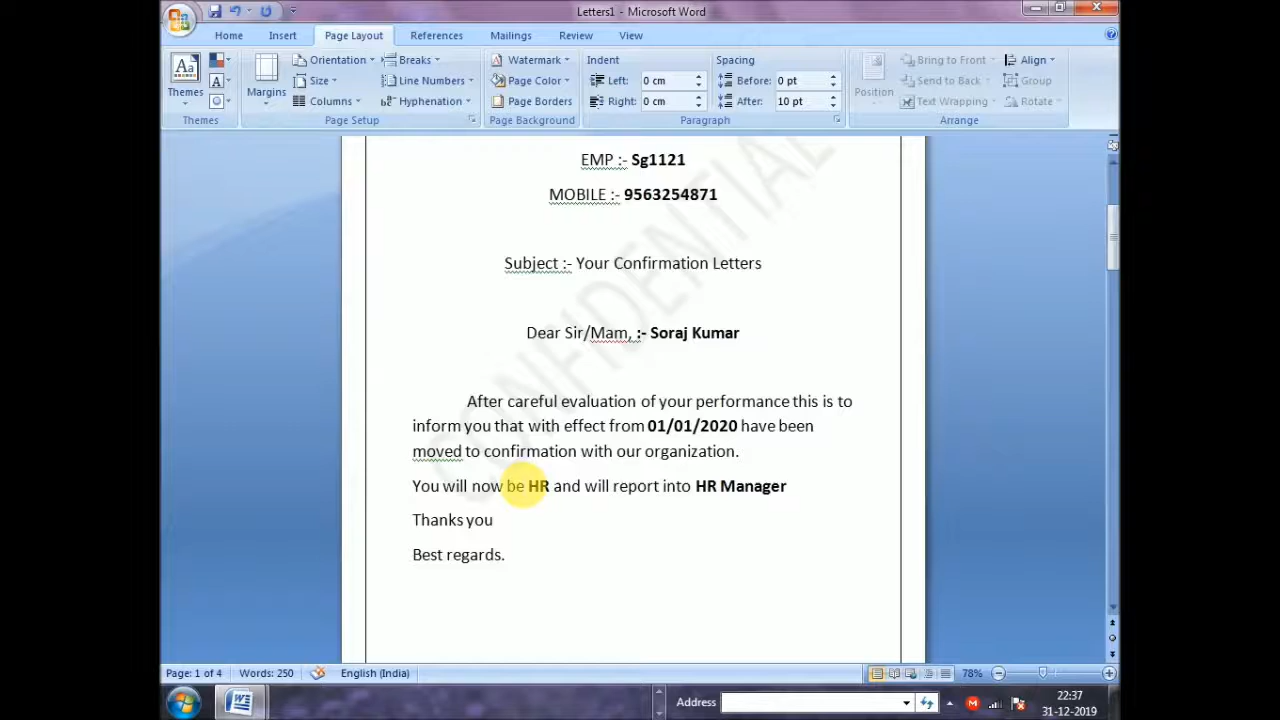 Letters1 - Microsoft Word
Home Insert Page Layout References Mailings Review View
Themes
Themes
Margins
Orientation
Size
Columns
Breaks
Line Numbers
Hyphenation
Page Setup
Watermark
Page Color
Page Borders
Page Background
Indent
Left: 0 cm
Right: 0 cm
Spacing
Before: 0 pt
After: 10 pt
Paragraph
Position
Bring to Front
Send to Back
Text Wrapping
Align
Group
Rotate
Arrange
CONFIDENTIAL
EMP :- Sg1121
MOBILE :- 9563254871
Subject :- Your Confirmation Letters
Dear Sir/Mam, :- Soraj Kumar
After careful evaluation of your performance this is to
inform you that with effect from 01/01/2020 have been
moved to confirmation with our organization.
You will now be HR and will report into HR Manager
Thanks you
Best regards.
Page: 1 of 4 Words: 250 English (India) 78%
Address
22:37
31-12-2019